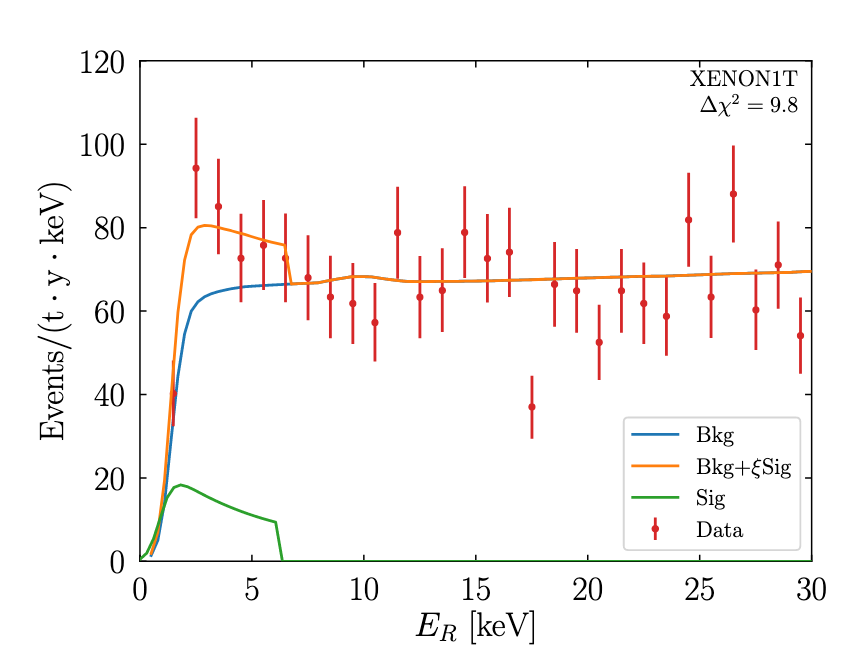 XENON1T
Δχ² = 9.8
120
100
80
60
40
20
0
Events/(t · y · keV)
Bkg
Bkg+ξSig
Sig
Data
0 5 10 15 20 25 30
E_R [keV]